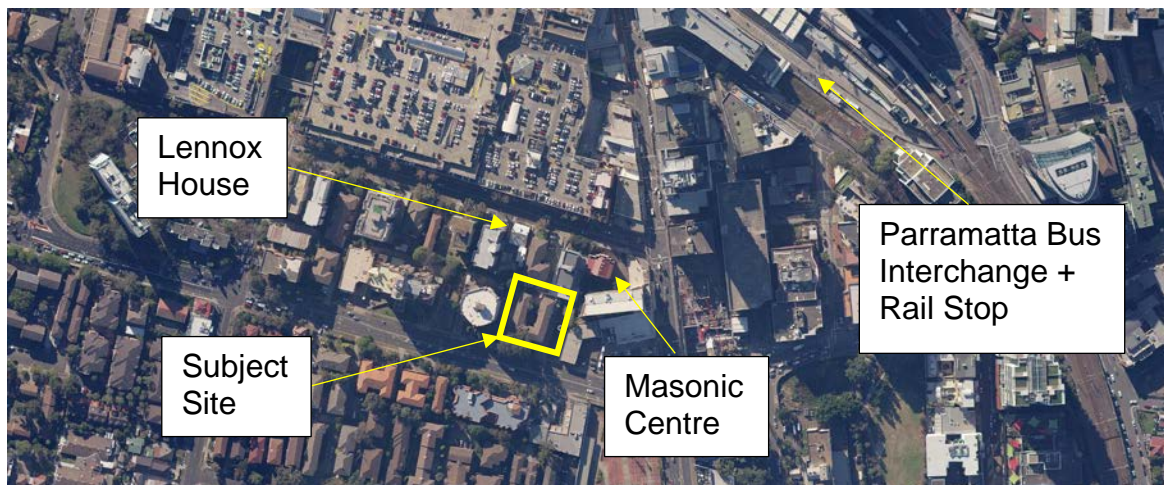 Lennox
House
Parramatta Bus
Interchange +
Rail Stop
Subject
Site
Masonic
Centre